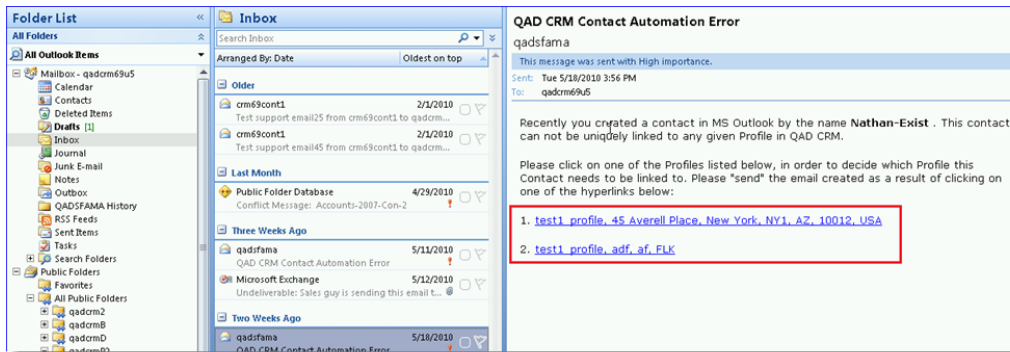 Folder List «
All Folders
All Outlook Items
Mailbox - qadcrm69u5
Calendar
Contacts
Deleted Items
Drafts [1]
Inbox
Journal
Junk E-mail
Notes
Outbox
QADSFAMA History
RSS Feeds
Sent Items
Tasks
Search Folders
Public Folders
Favorites
All Public Folders
qadcrm2
qadcrmB
qadcrmD
qadcrmP2
Inbox
Search Inbox
Arranged By: Date Oldest on top
Older
crm69cont1 2/1/2010
Test support email25 from crm69cont1 to qadcrm...
crm69cont1 2/1/2010
Test support email45 from crm69cont1 to qadcrm...
Last Month
Public Folder Database 4/29/2010
Conflict Message: Accounts-2007-Con-2
Three Weeks Ago
qadsfama 5/11/2010
QAD CRM Contact Automation Error
Microsoft Exchange 5/12/2010
Undeliverable: Sales guy is sending this email t...
Two Weeks Ago
qadsfama 5/18/2010
QAD CRM Contact Automation Error
QAD CRM Contact Automation Error
qadsfama
This message was sent with High importance.
Sent: Tue 5/18/2010 3:56 PM
To: qadcrm69u5
Recently you created a contact in MS Outlook by the name Nathan-Exist . This contact
can not be uniqdely linked to any given Profile in QAD CRM.
Please click on one of the Profiles listed below, in order to decide which Profile this
Contact needs to be linked to. Please "send" the email created as a result of clicking on
one of the hyperlinks below:
1. test1_profile, 45 Averell Place, New York, NY1, AZ, 10012, USA
2. test1_profile, adf, af, FLK